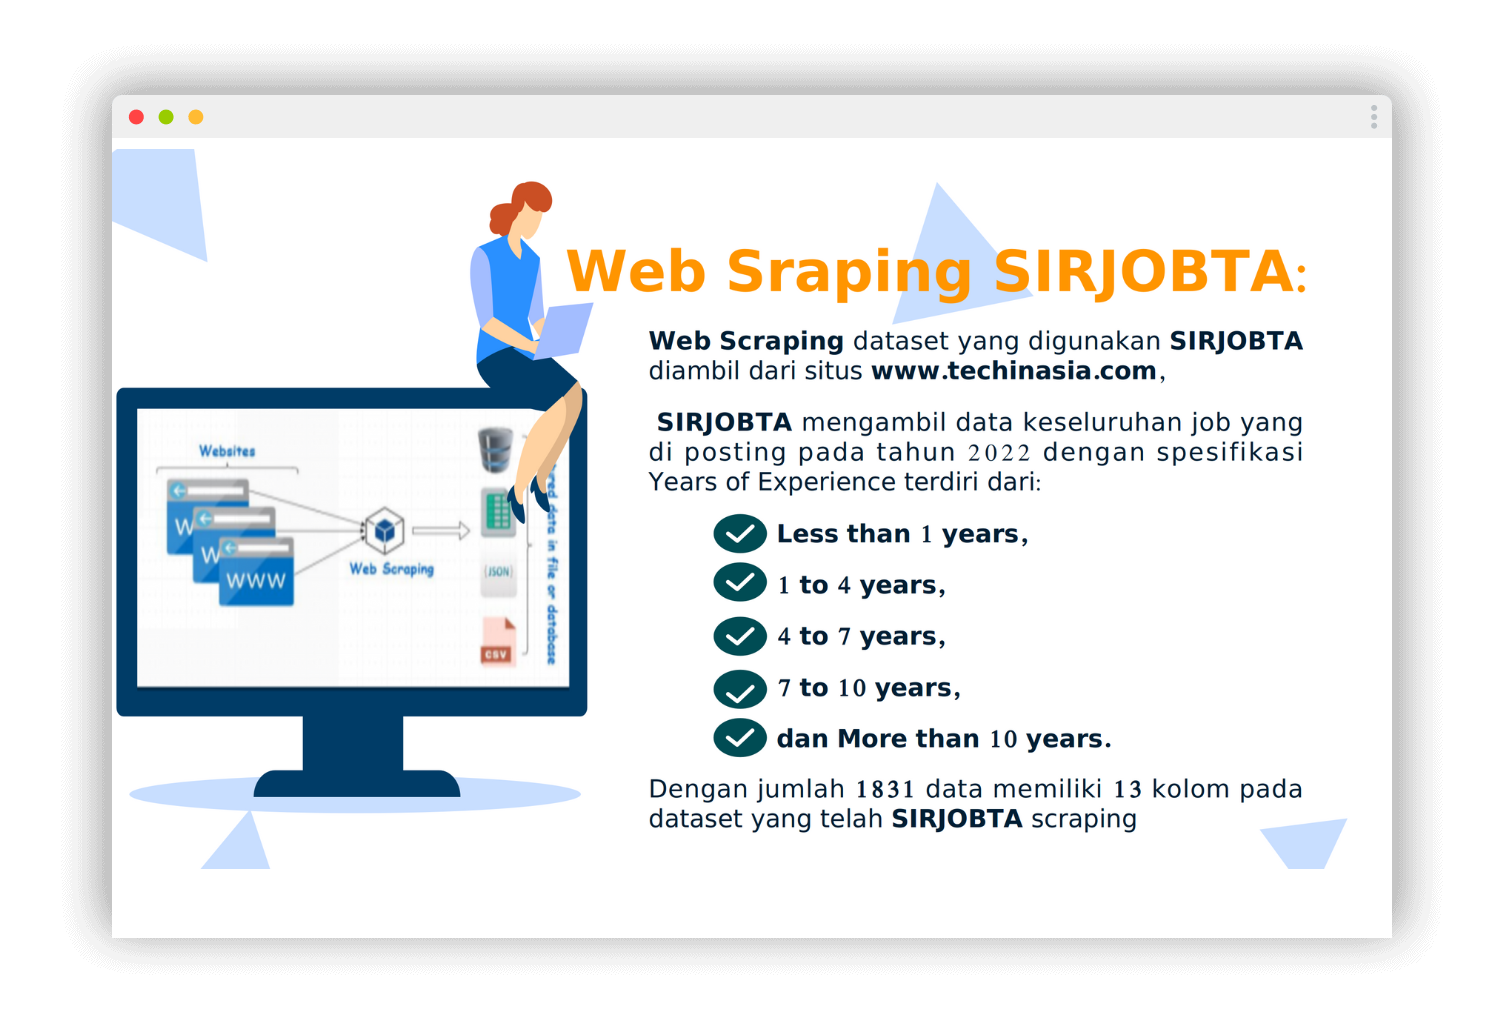 Web Sraping SIRJOBTA:
Web Scraping dataset yang digunakan SIRJOBTA
diambil dari situs www.techinasia.com,
SIRJOBTA mengambil data keseluruhan job yang
di posting pada tahun 2022 dengan spesifikasi
Years of Experience terdiri dari:
Less than 1 years,
1 to 4 years,
4 to 7 years,
7 to 10 years,
dan More than 10 years.
Dengan jumlah 1831 data memiliki 13 kolom pada
dataset yang telah SIRJOBTA scraping
Websites
W
W
WWW
Web Scraping
{JSON}
CSV
data in file or database